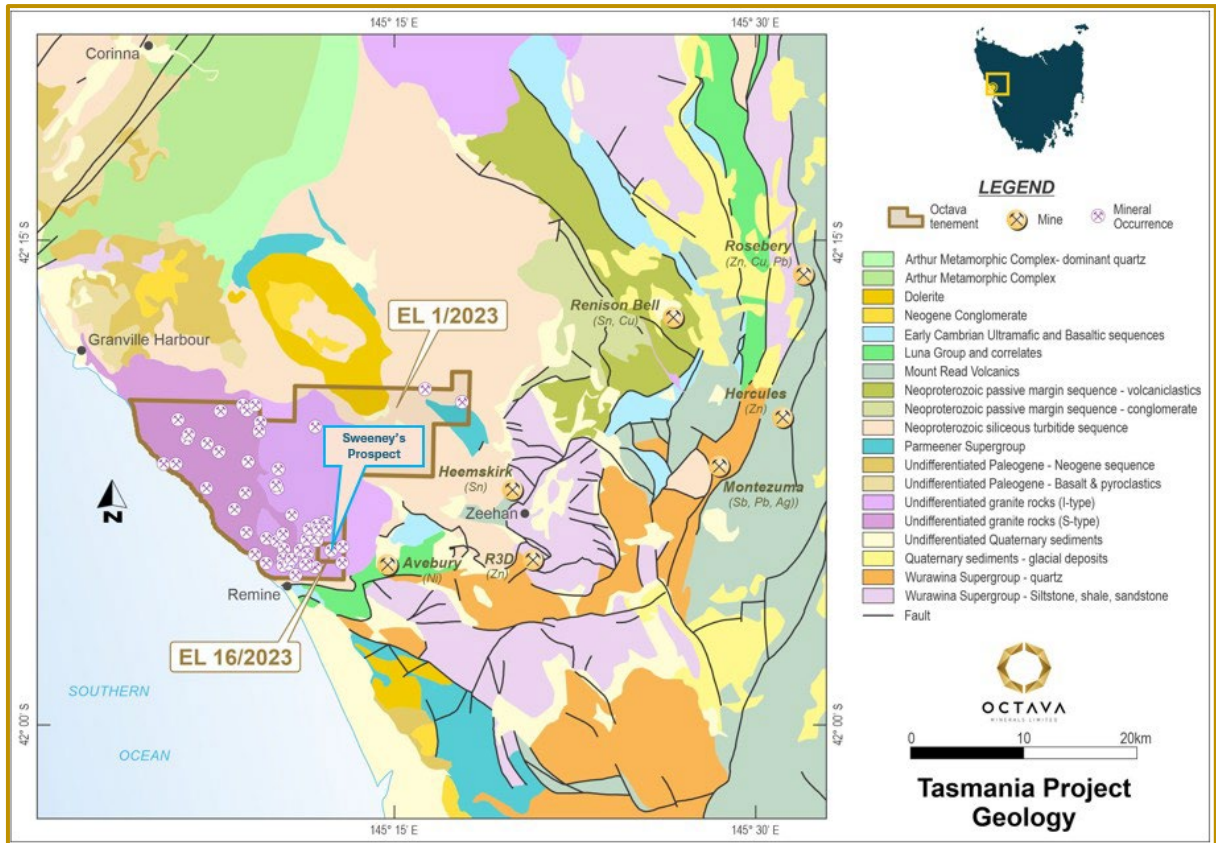 145° 15' E
145° 30' E
Corinna
42° 15' S
42° 15' S
Rosebery
(Zn, Cu, Pb)
Renison Bell
(Sn, Cu)
EL 1/2023
Granville Harbour
Hercules
(Zn)
Sweeney's
Prospect
Heemskirk
(Sn)
Montezuma
(Sb, Pb, Ag))
Zeehan
Avebury
(Ni)
R3D
(Zn)
Remine
EL 16/2023
N
SOUTHERN
OCEAN
42° 00' S
42° 00' S
145° 15' E
145° 30' E
LEGEND
Octava
tenement
Mine
Mineral
Occurrence
Arthur Metamorphic Complex- dominant quartz
Arthur Metamorphic Complex
Dolerite
Neogene Conglomerate
Early Cambrian Ultramafic and Basaltic sequences
Luna Group and correlates
Mount Read Volcanics
Neoproterozoic passive margin sequence - volcaniclastics
Neoproterozoic passive margin sequence - conglomerate
Neoproterozoic siliceous turbitide sequence
Parmeener Supergroup
Undifferentiated Paleogene - Neogene sequence
Undifferentiated Paleogene - Basalt & pyroclastics
Undifferentiated granite rocks (I-type)
Undifferentiated granite rocks (S-type)
Undifferentiated Quaternary sediments
Quaternary sediments - glacial deposits
Wurawina Supergroup - quartz
Wurawina Supergroup - Siltstone, shale, sandstone
Fault
OCTAVA
MINERALS LIMITED
0 10 20km
Tasmania Project
Geology